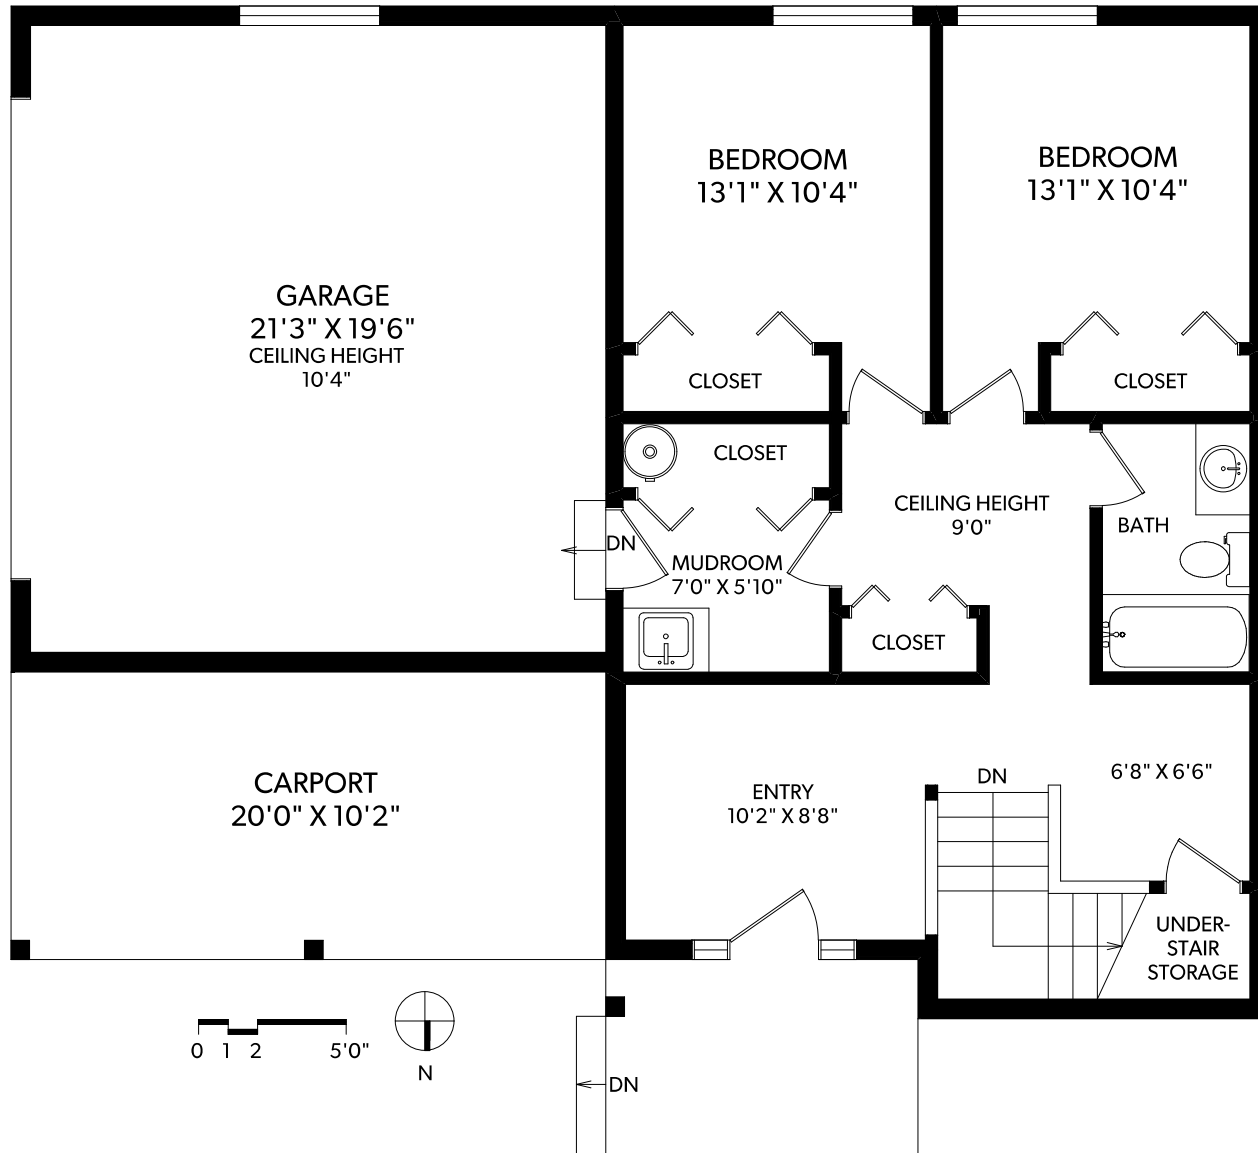 BEDROOM
13'1" X 10'4"
BEDROOM
13'1" X 10'4"
GARAGE
21'3" X 19'6"
CEILING HEIGHT
10'4"
CLOSET
CLOSET
CLOSET
CEILING HEIGHT
9'0"
BATH
DN
MUDROOM
7'0" X 5'10"
CLOSET
CARPORT
20'0" X 10'2"
ENTRY
10'2" X 8'8"
DN
6'8" X 6'6"
UNDER-
STAIR
STORAGE
0 1 2 5'0"
N
DN